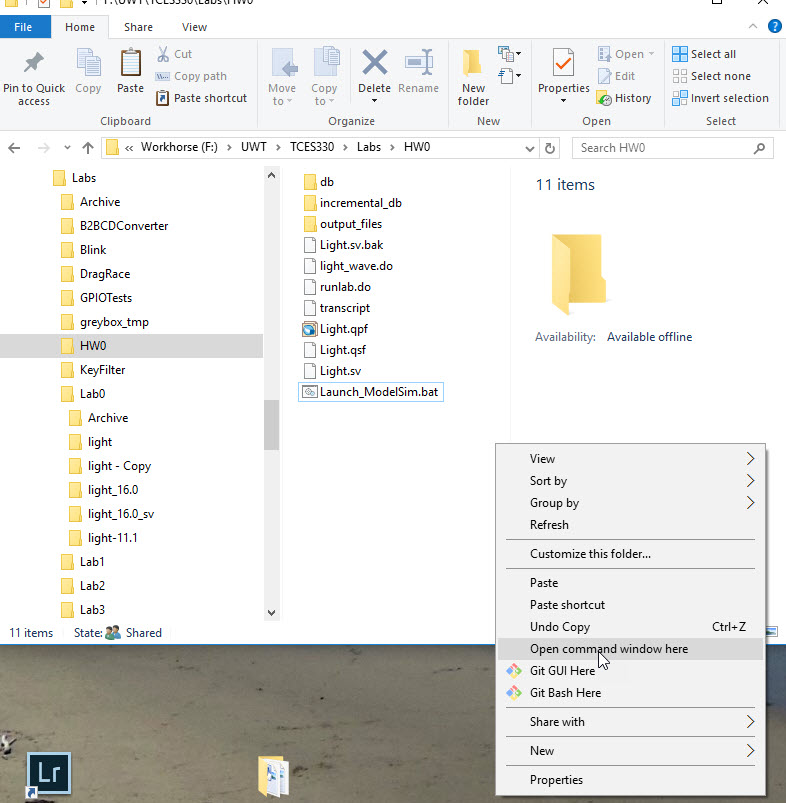 F:\UWT\TCES330\Labs\HW0
File Home Share View
Pin to Quick access
Copy
Paste
Cut
Copy path
Paste shortcut
Clipboard
Move to
Copy to
Delete
Rename
Organize
New folder
New
Properties
Open
Edit
History
Open
Select all
Select none
Invert selection
Select
« Workhorse (F:) > UWT > TCES330 > Labs > HW0
Search HW0
Labs
Archive
B2BCDConverter
Blink
DragRace
GPIOTests
greybox_tmp
HW0
KeyFilter
Lab0
Archive
light
light - Copy
light_16.0
light_16.0_sv
light-11.1
Lab1
Lab2
Lab3
db
incremental_db
output_files
Light.sv.bak
light_wave.do
runlab.do
transcript
Light.qpf
Light.qsf
Light.sv
Launch_ModelSim.bat
11 items
Availability: Available offline
View
Sort by
Group by
Refresh
Customize this folder...
Paste
Paste shortcut
Undo Copy Ctrl+Z
Open command window here
Git GUI Here
Git Bash Here
Share with
New
Properties
11 items State: Shared
Lr